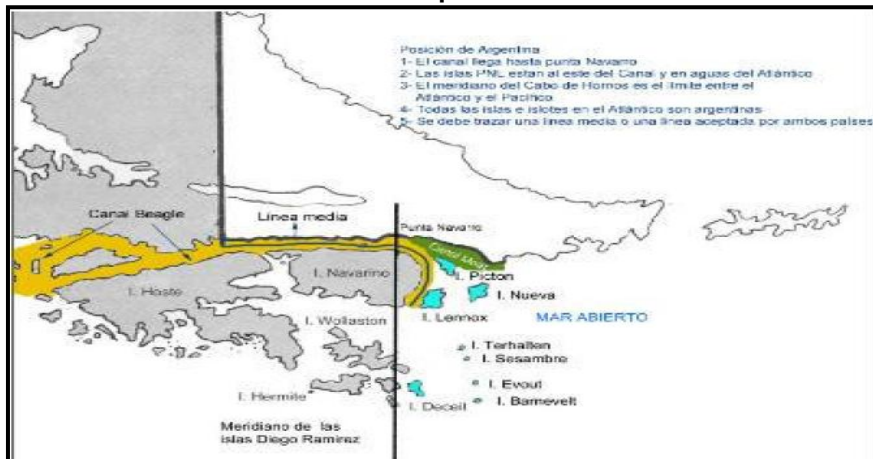 Posición de Argentina
1- El canal llega hasta punta Navarro
2- Las islas PNL estan al este del Canal y en aguas del Atlántico
3- El meridiano del Cabo de Hornos es el límite entre el
Atlántico y el Pacífico
4- Todas las islas e islotes en el Atlántico son argentinas
5- Se debe trazar una línea media o una línea aceptada por ambos países
Canal Beagle
Línea media
Punta Navarro
Canal
I. Picton
I. Navarino
I. Hoste
I. Nueva
I. Lennox
MAR ABIERTO
I. Wollaston
I. Terhalten
I. Sesambre
I. Evout
I. Hermite
I. Deceit
I. Barnevelt
Meridiano de las
islas Diego Ramirez